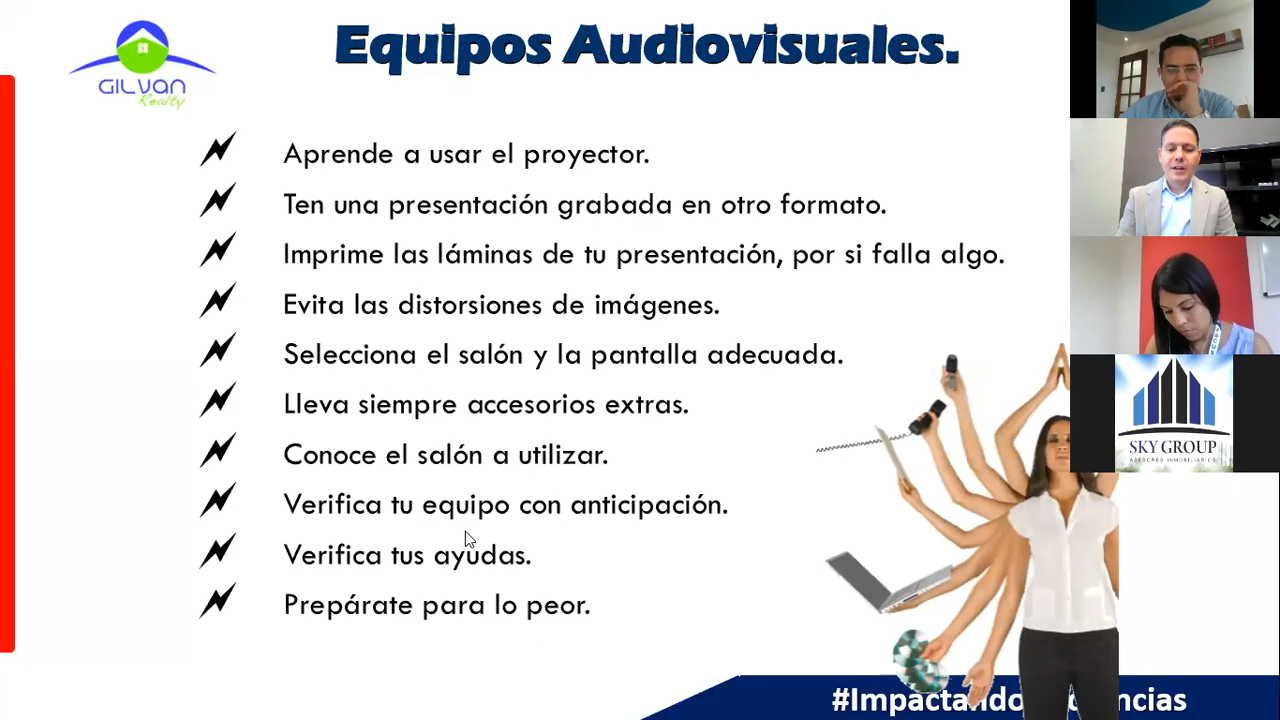 Equipos Audiovisuales.
GILVAN
Realty
Aprende a usar el proyector.
Ten una presentación grabada en otro formato.
Imprime las láminas de tu presentación, por si falla algo.
Evita las distorsiones de imágenes.
Selecciona el salón y la pantalla adecuada.
Lleva siempre accesorios extras.
Conoce el salón a utilizar.
Verifica tu equipo con anticipación.
Verifica tus ayudas.
Prepárate para lo peor.
SKY GROUP
ASESORES INMOBILIARIOS